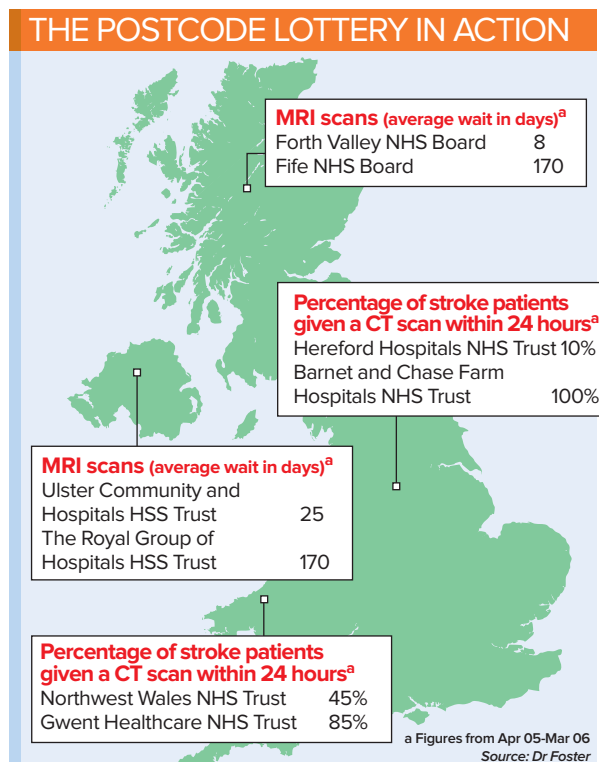 THE POSTCODE LOTTERY IN ACTION
MRI scans (average wait in days)a
Forth Valley NHS Board 8
Fife NHS Board 170
Percentage of stroke patients
given a CT scan within 24 hoursa
Hereford Hospitals NHS Trust 10%
Barnet and Chase Farm
Hospitals NHS Trust 100%
MRI scans (average wait in days)a
Ulster Community and
Hospitals HSS Trust 25
The Royal Group of
Hospitals HSS Trust 170
Percentage of stroke patients
given a CT scan within 24 hoursa
Northwest Wales NHS Trust 45%
Gwent Healthcare NHS Trust 85%
a Figures from Apr 05-Mar 06
Source: Dr Foster